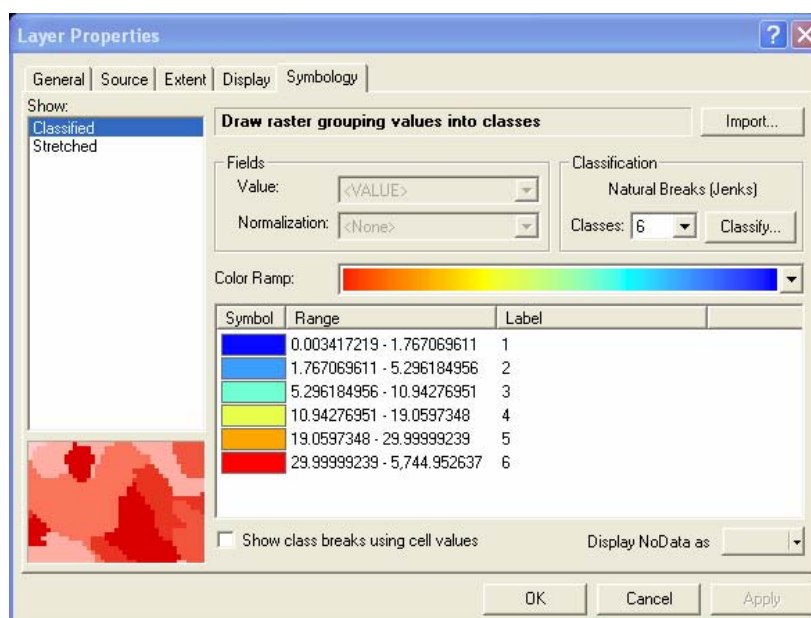 Layer Properties
General Source Extent Display Symbology
Show:
Classified
Stretched
Draw raster grouping values into classes
Import...
Fields
Value: <VALUE>
Normalization: <None>
Classification
Natural Breaks (Jenks)
Classes: 6 Classify...
Color Ramp:
Symbol Range Label
0.003417219 - 1.767069611 1
1.767069611 - 5.296184956 2
5.296184956 - 10.94276951 3
10.94276951 - 19.0597348 4
19.0597348 - 29.99999239 5
29.99999239 - 5,744.952637 6
Show class breaks using cell values
Display NoData as
OK Cancel Apply